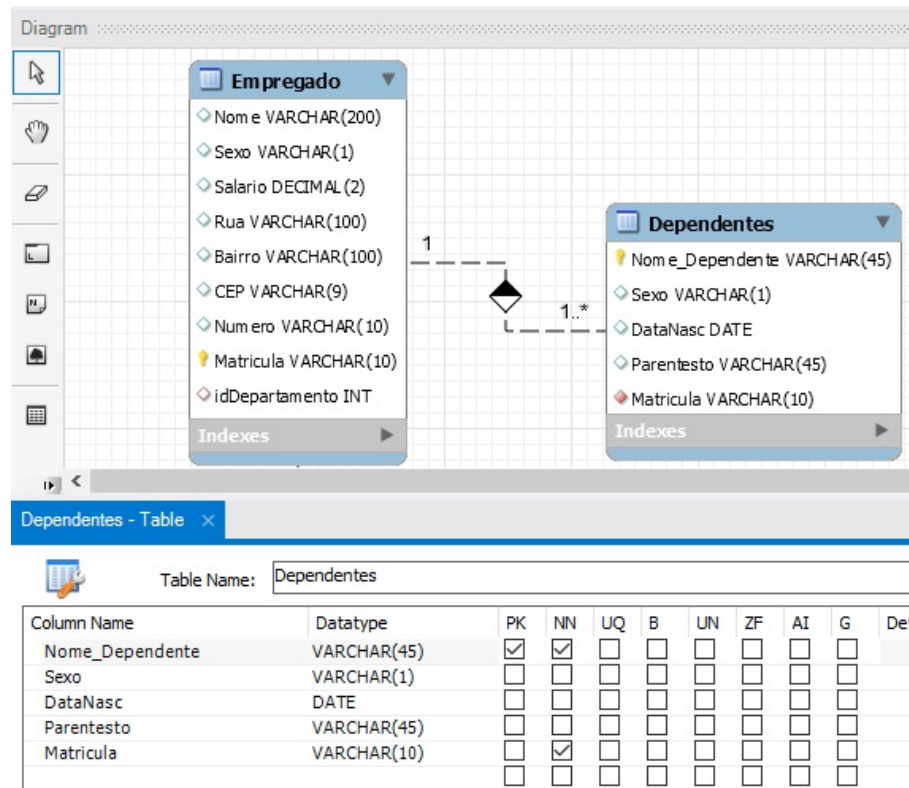 Diagram
Empregado
Nome VARCHAR(200)
Sexo VARCHAR(1)
Salario DECIMAL(2)
Rua VARCHAR(100)
Bairro VARCHAR(100)
CEP VARCHAR(9)
Numero VARCHAR(10)
Matricula VARCHAR(10)
idDepartamento INT
Indexes
1
1..*
Dependentes
Nome_Dependente VARCHAR(45)
Sexo VARCHAR(1)
DataNasc DATE
Parentesto VARCHAR(45)
Matricula VARCHAR(10)
Indexes
Dependentes - Table ×
Table Name: Dependentes
Column Name Datatype PK NN UQ B UN ZF AI G De
Nome_Dependente VARCHAR(45)
Sexo VARCHAR(1)
DataNasc DATE
Parentesto VARCHAR(45)
Matricula VARCHAR(10)